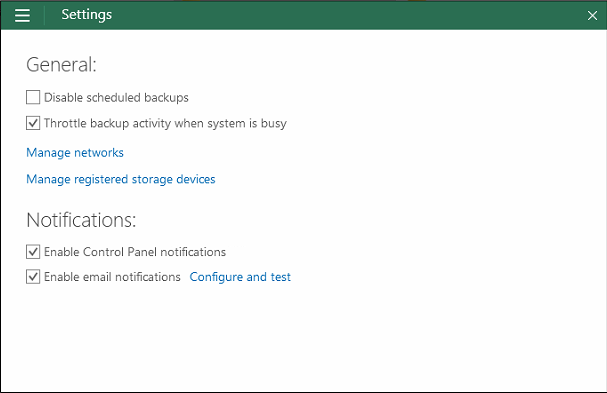 Settings
General:
Disable scheduled backups
Throttle backup activity when system is busy
Manage networks
Manage registered storage devices
Notifications:
Enable Control Panel notifications
Enable email notifications Configure and test